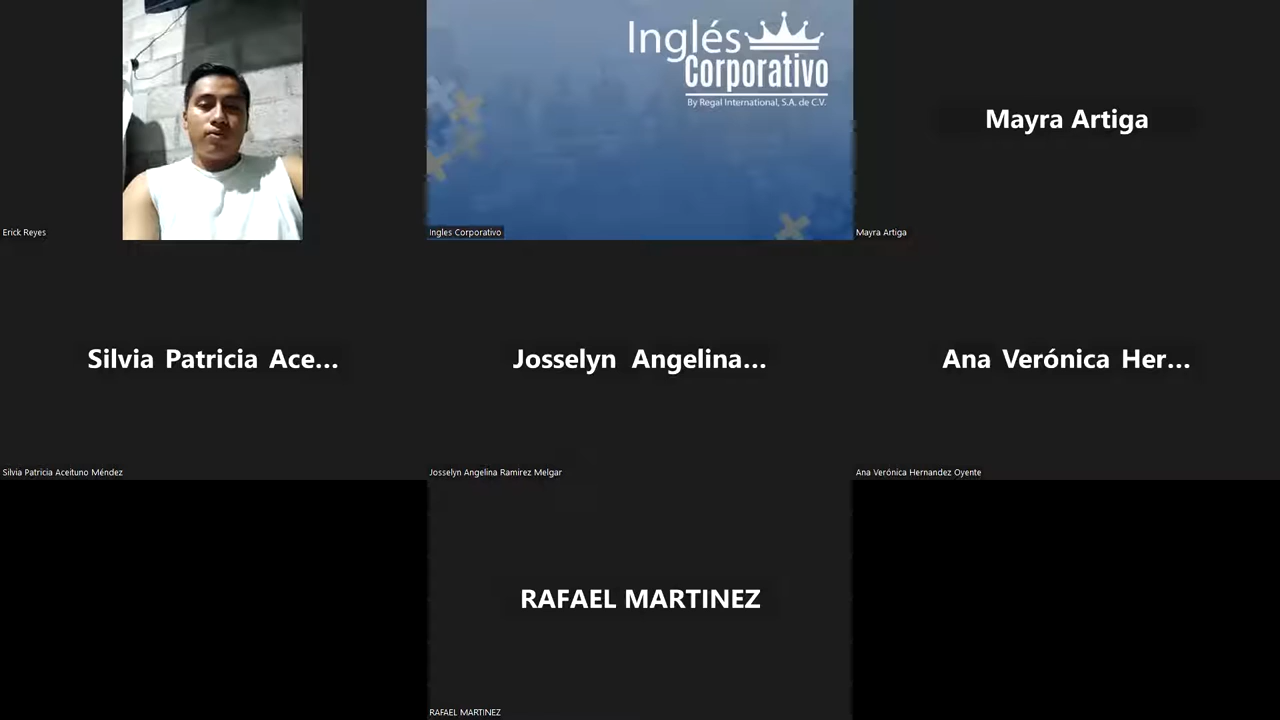 Inglés
Corporativo
By Regal International, S.A. de C.V.
Mayra Artiga
Erick Reyes
Ingles Corporativo
Mayra Artiga
Silvia Patricia Ace...
Josselyn Angelina...
Ana Verónica Her...
Silvia Patricia Aceituno Méndez
Josselyn Angelina Ramirez Melgar
Ana Verónica Hernandez Oyente
RAFAEL MARTINEZ
RAFAEL MARTINEZ